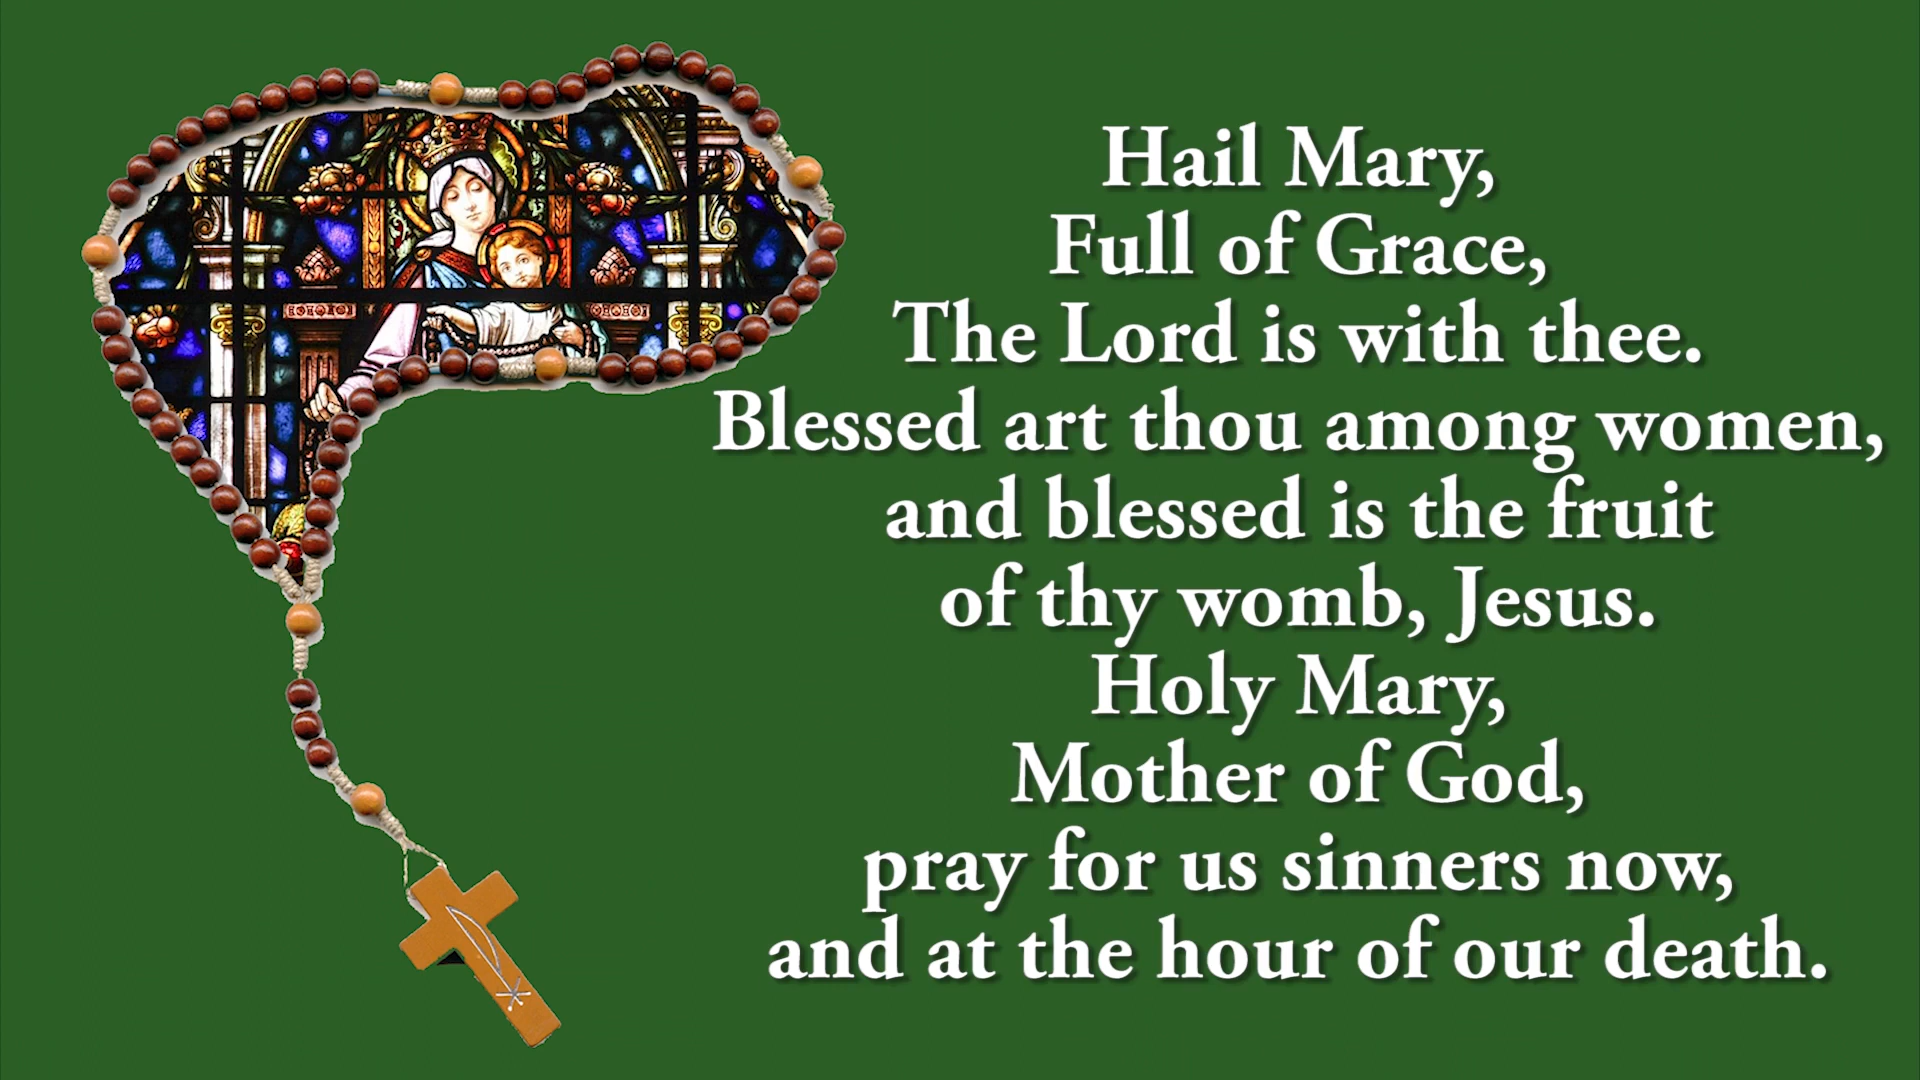 Hail Mary,
Full of Grace,
The Lord is with thee.
Blessed art thou among women,
and blessed is the fruit
of thy womb, Jesus.
Holy Mary,
Mother of God,
pray for us sinners now,
and at the hour of our death.